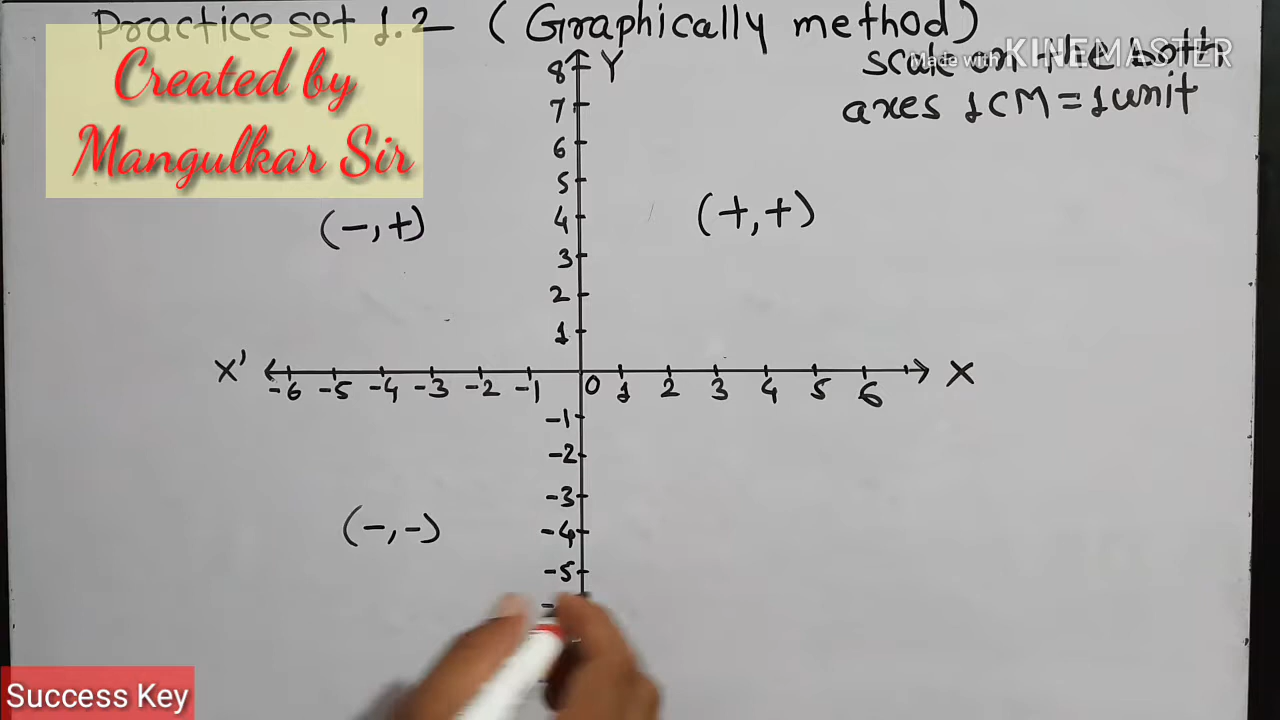 Practice set 1.2 (Graphically method)
Made with KINEMASTER
scale on the both
axes 1CM = 1unit
Created by
Mangulkar Sir
8 Y
7
6
5
(-,+) 4 (+,+)
3
2
1
X' X
-6 -5 -4 -3 -2 -1 0 1 2 3 4 5 6
-1
-2
-3
(-,-) -4
-5
Success Key